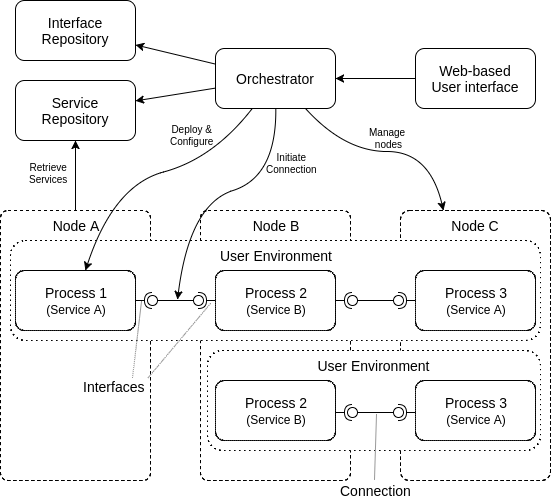 Interface
Repository
Orchestrator
Web-based
User interface
Service
Repository
Deploy &
Configure
Manage
nodes
Initiate
Connection
Retrieve
Services
Node A
Node B
Node C
User Environment
Process 1
(Service A)
Process 2
(Service B)
Process 3
(Service A)
User Environment
Interfaces
Process 2
(Service B)
Process 3
(Service A)
Connection